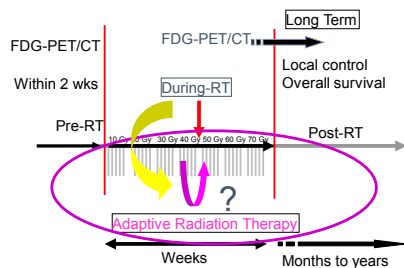 Long Term
FDG-PET/CT
FDG-PET/CT
Local control
Overall survival
Within 2 wks
During-RT
Pre-RT
10 Gy 20 Gy 30 Gy 40 Gy 50 Gy 60 Gy 70 Gy
Post-RT
?
Adaptive Radiation Therapy
Weeks
Months to years